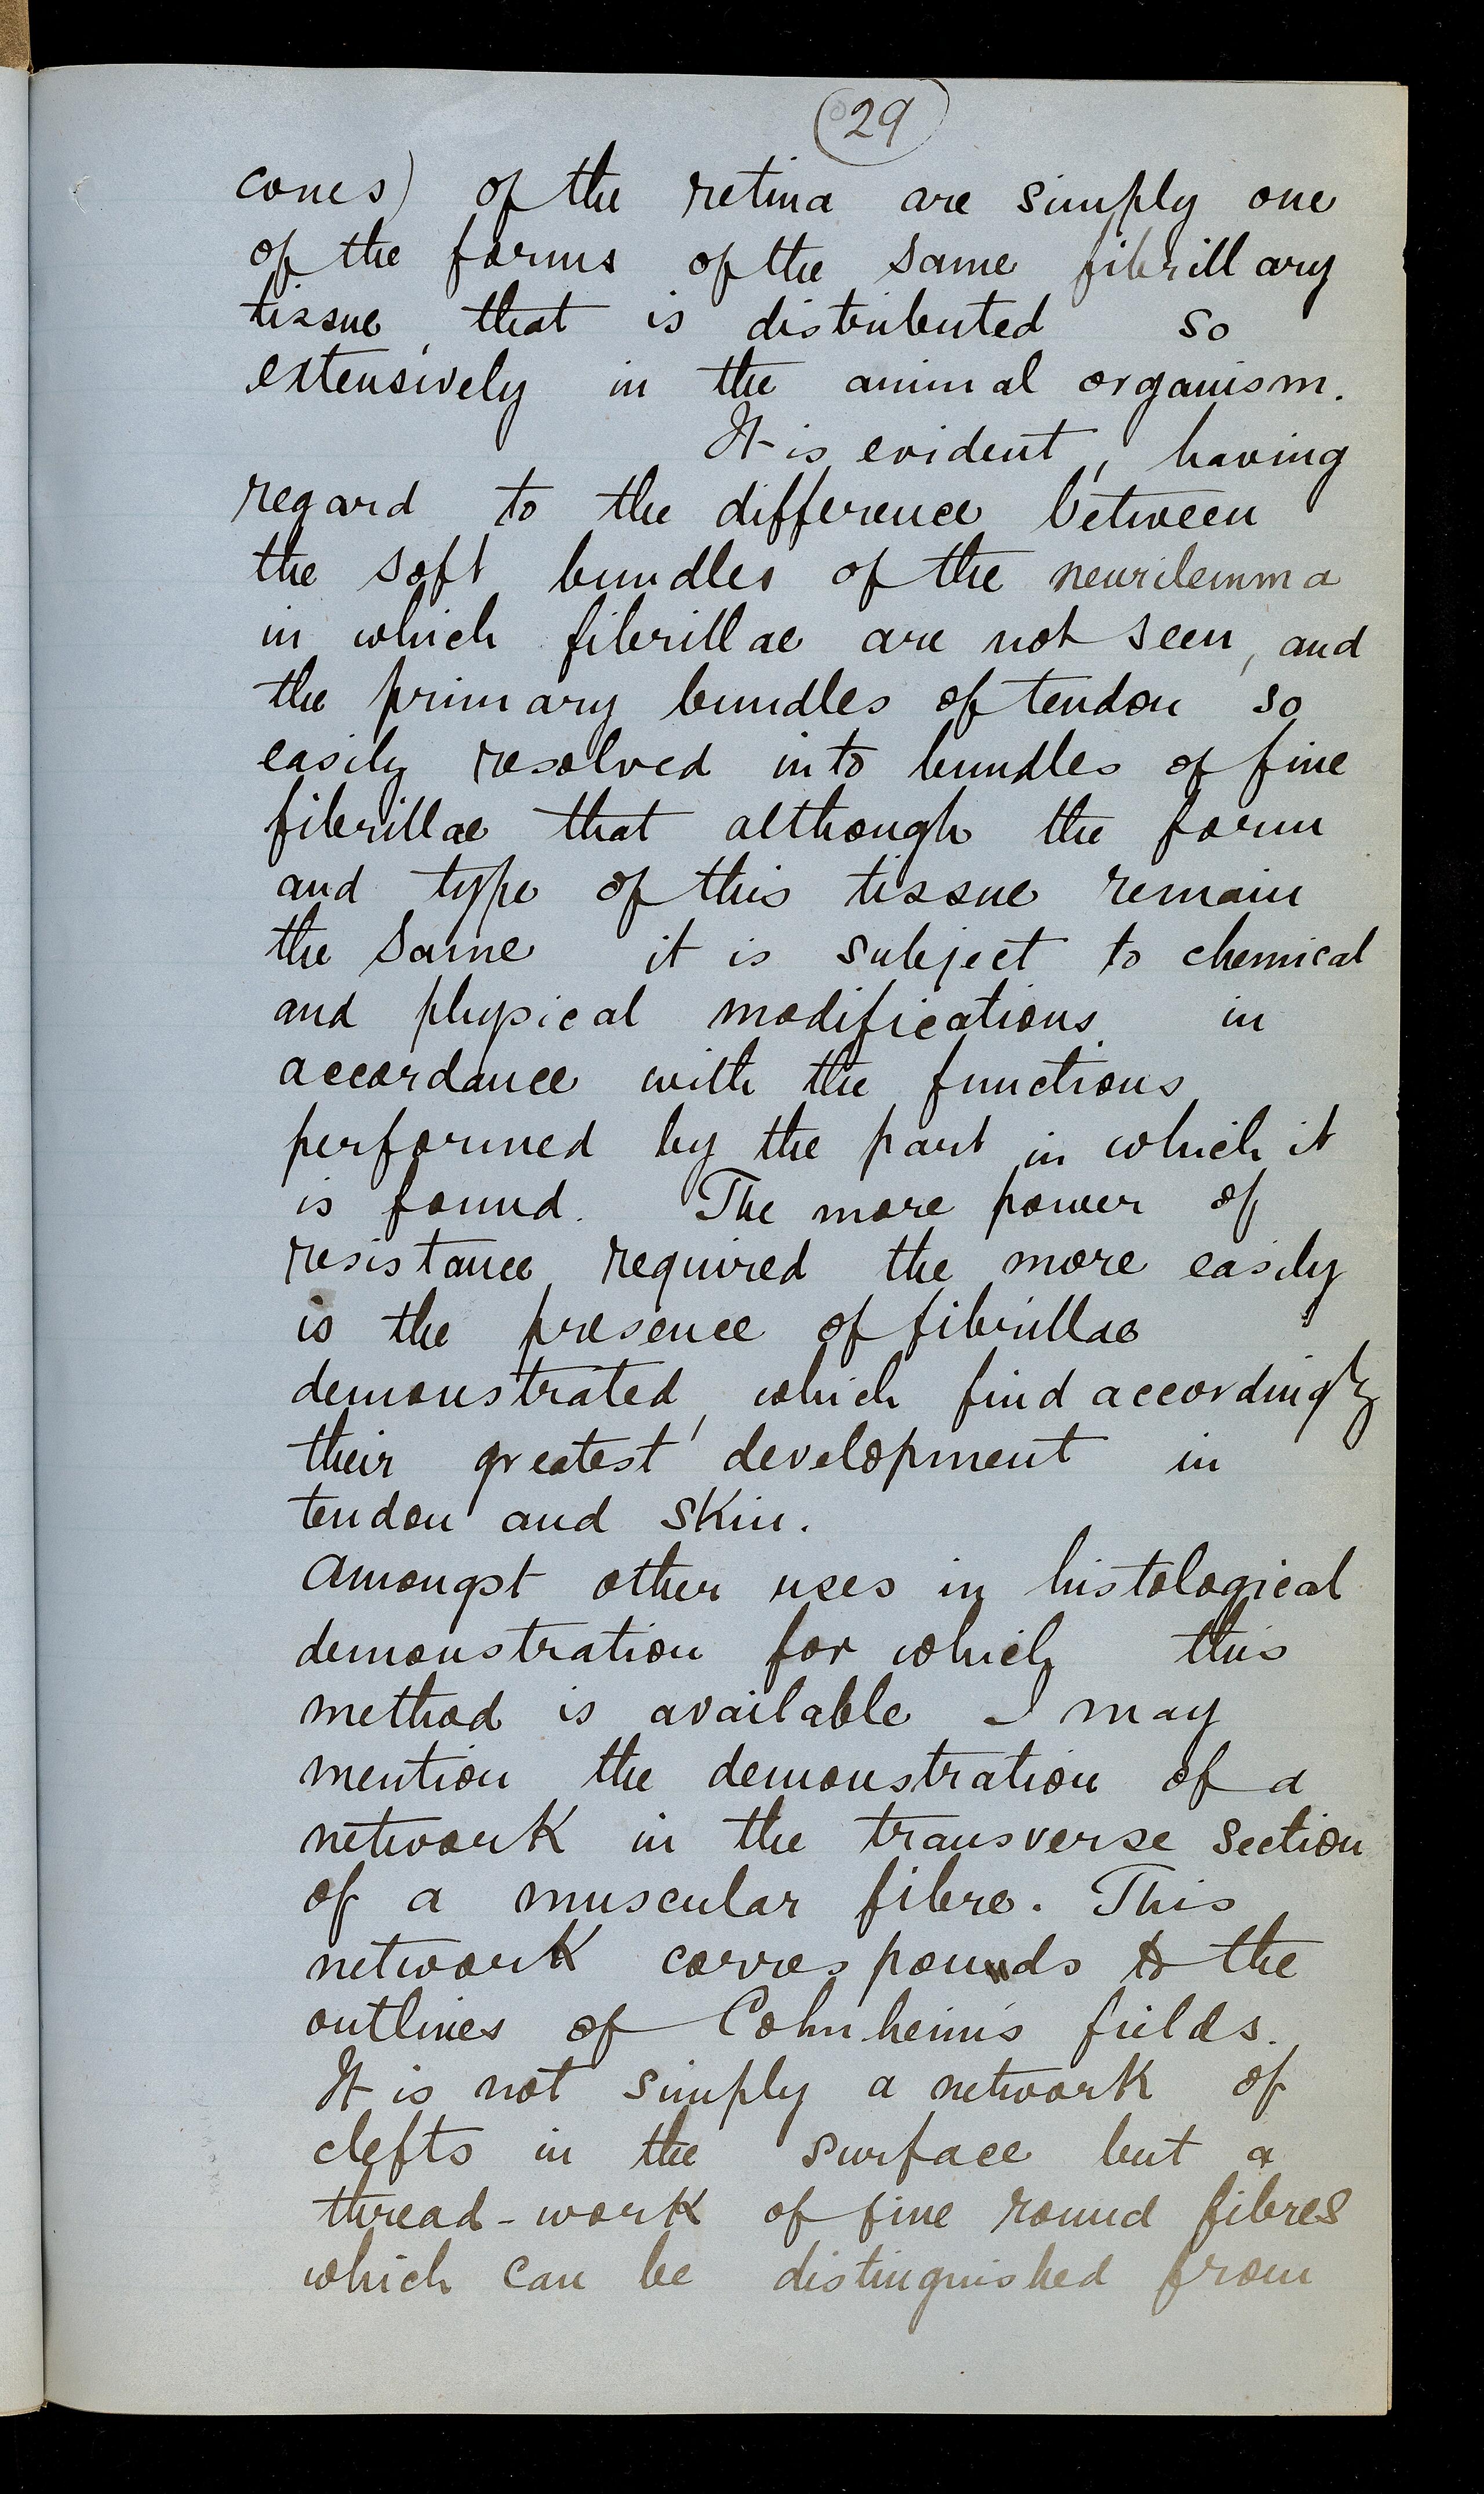 29
cones) of the retina are simply one
of the forms of the same fibrillary
tissue, that is distributed so
extensively in the animal organism.
It is evident, having
regard to the difference between
the soft bundles of the neurilemma
in which fibrillae are not seen, and
the primary bundles of tendon so
easily resolved into bundles of fine
fibrillae that although the form
and type of this tissue remain
the same it is subject to chemical
and physical modifications in
accordance with the functions
performed by the part in which it
is found. The more power of
resistance required the more easily
is the presence of fibrillae
demonstrated, which find accordingly
their greatest development in
tendon and skin.
Amongst other uses in histological
demonstration for which this
method is available I may
mention the demonstration of a
network in the transverse section
of a muscular fibre. This
network corresponds to the
outlines of Cohnheim's fields.
It is not simply a network of
clefts in the surface but a
thread-work of fine round fibres
which can be distinguished from